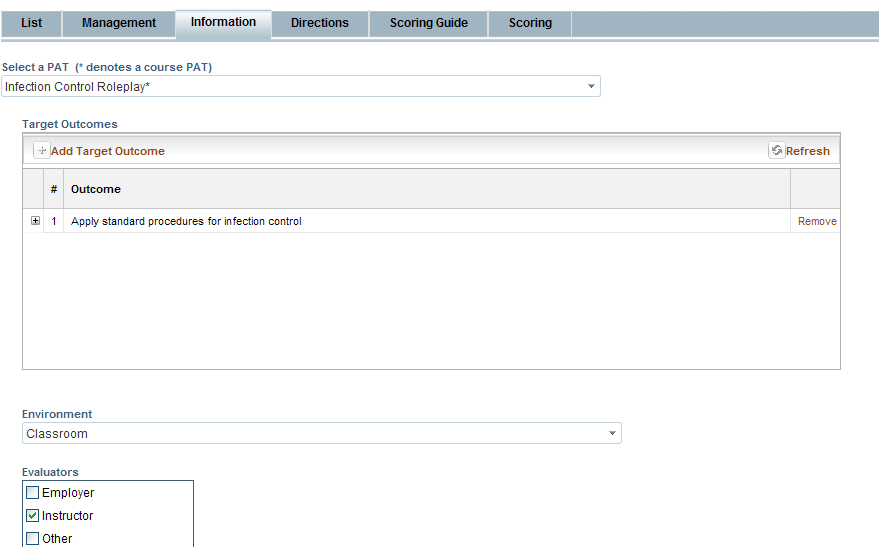 List Management Information Directions Scoring Guide Scoring
Select a PAT (* denotes a course PAT)
Infection Control Roleplay*
Target Outcomes
Add Target Outcome Refresh
# Outcome
1 Apply standard procedures for infection control Remove
Environment
Classroom
Evaluators
Employer
Instructor
Other